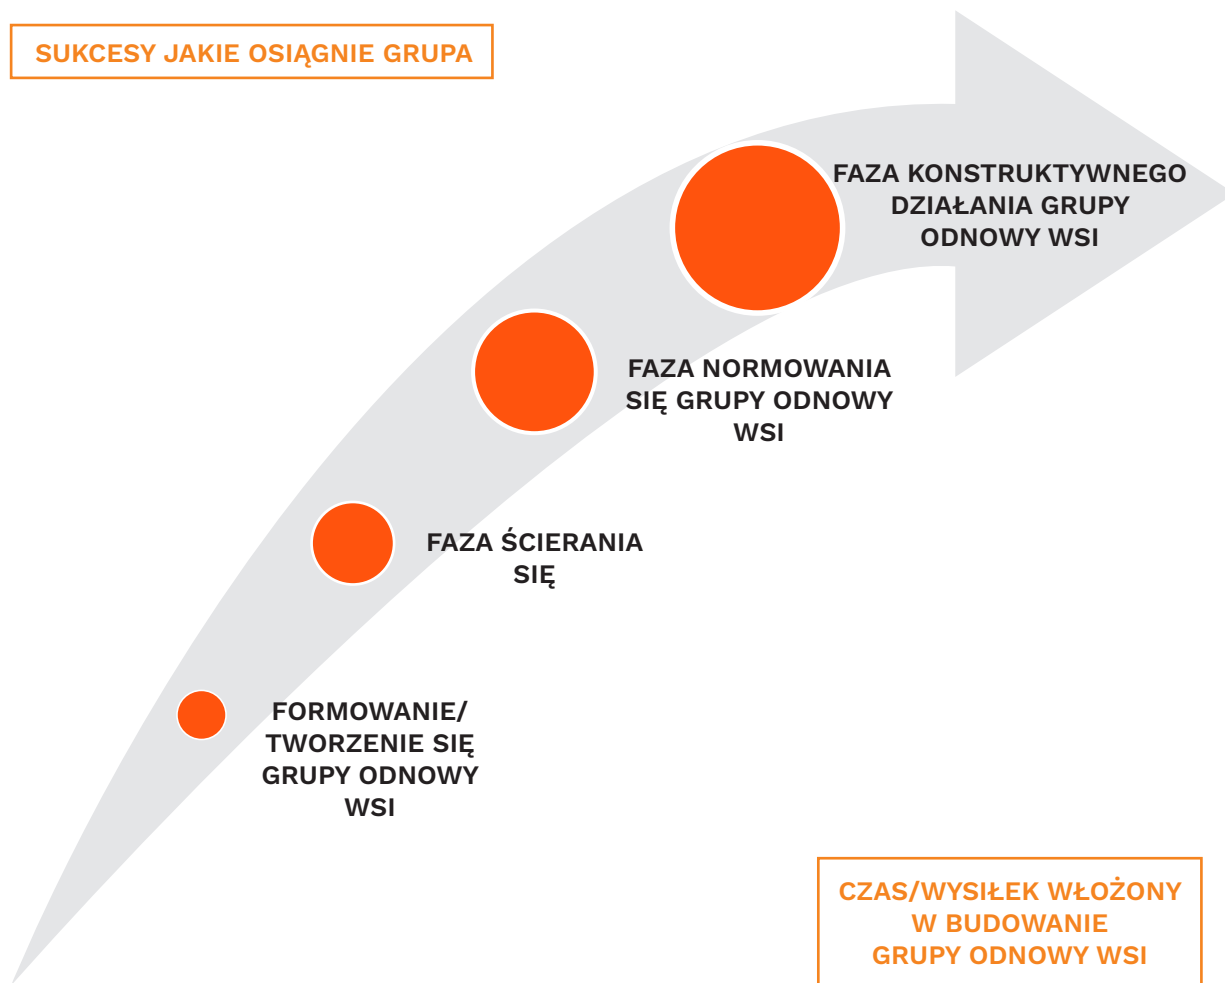 SUKCESY JAKIE OSIĄGNIE GRUPA
FAZA KONSTRUKTYWNEGO
DZIAŁANIA GRUPY
ODNOWY WSI
FAZA NORMOWANIA
SIĘ GRUPY ODNOWY
WSI
FAZA ŚCIERANIA
SIĘ
FORMOWANIE/
TWORZENIE SIĘ
GRUPY ODNOWY
WSI
CZAS/WYSIŁEK WŁOŻONY
W BUDOWANIE
GRUPY ODNOWY WSI